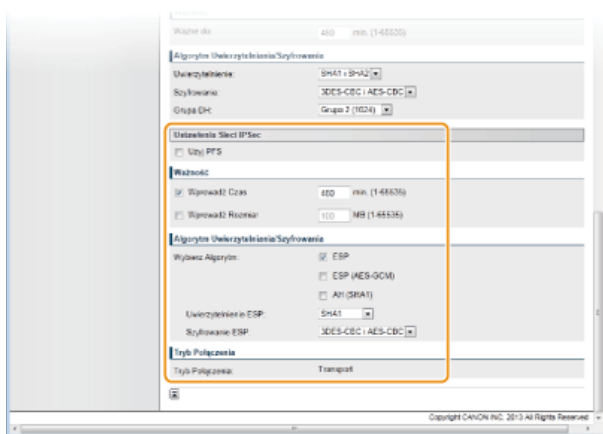 Ważne do: 480 min. (1-65535)
Algorytm Uwierzytelniania/Szyfrowania
Uwierzytelnienie: SHA1 i SHA2
Szyfrowanie: 3DES-CBC i AES-CBC
Grupa DH: Grupa 2 (1024)
Ustawienia Sieci IPSec
Użyj PFS
Ważność
Wprowadź Czas 480 min. (1-65535)
Wprowadź Rozmiar 100 MB (1-65535)
Algorytm Uwierzytelniania/Szyfrowania
Wybierz Algorytm: ESP
ESP (AES-GCM)
AH (SHA1)
Uwierzytelnienie ESP: SHA1
Szyfrowanie ESP 3DES-CBC i AES-CBC
Tryb Połączenia
Tryb Połączenia: Transport
Copyright CANON INC. 2013 All Rights Reserved